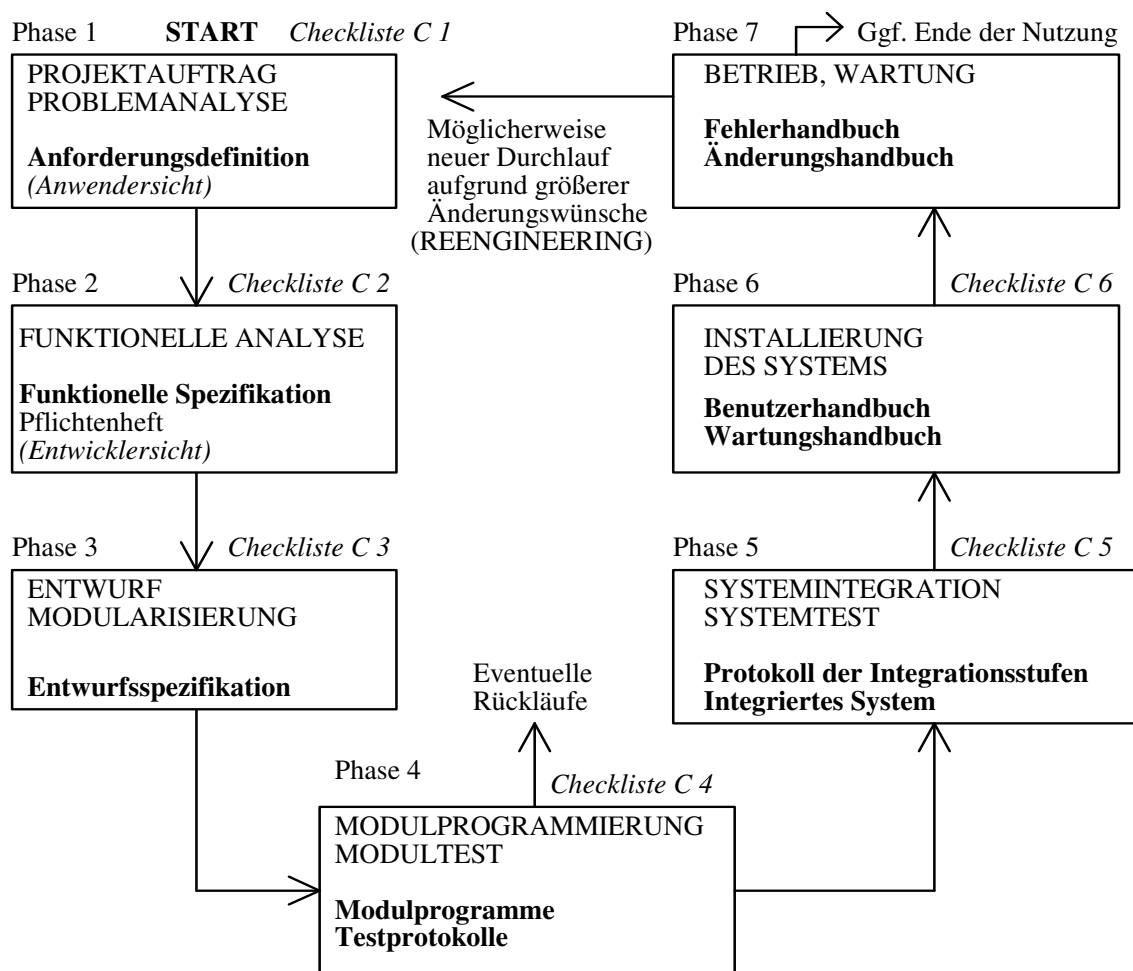 Phase 1 START Checkliste C 1
PROJEKTAUFTRAG
PROBLEMANALYSE
Anforderungsdefinition
(Anwendersicht)
Phase 2 Checkliste C 2
FUNKTIONELLE ANALYSE
Funktionelle Spezifikation
Pflichtenheft
(Entwicklersicht)
Phase 3 Checkliste C 3
ENTWURF
MODULARISIERUNG
Entwurfsspezifikation
Phase 4 Checkliste C 4
MODULPROGRAMMIERUNG
MODULTEST
Modulprogramme
Testprotokolle
Eventuelle
Rückläufe
Phase 5 Checkliste C 5
SYSTEMINTEGRATION
SYSTEMTEST
Protokoll der Integrationsstufen
Integriertes System
Phase 6 Checkliste C 6
INSTALLIERUNG
DES SYSTEMS
Benutzerhandbuch
Wartungshandbuch
Phase 7 Ggf. Ende der Nutzung
BETRIEB, WARTUNG
Fehlerhandbuch
Änderungshandbuch
Möglicherweise
neuer Durchlauf
aufgrund größerer
Änderungswünsche
(REENGINEERING)